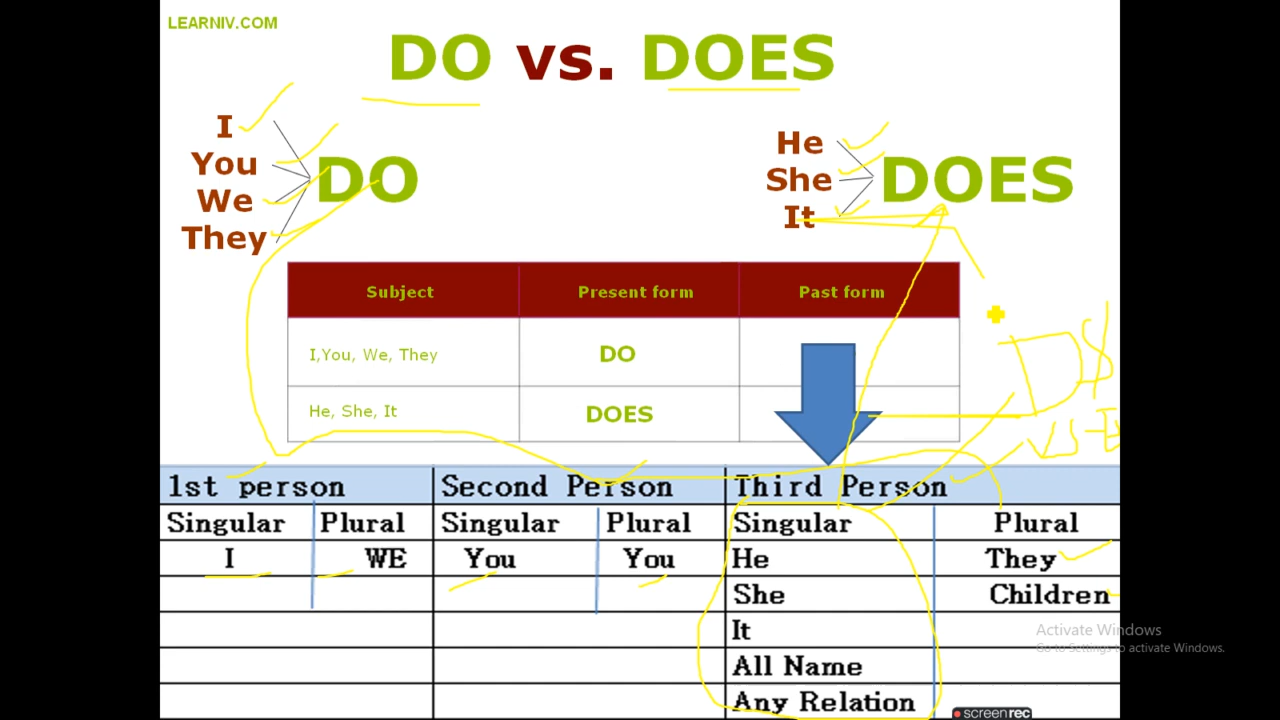 LEARNIV.COM
DO vs. DOES
I
You
We
They
DO
He
She
It
DOES
Subject Present form Past form
I,You, We, They DO
He, She, It DOES
1st person Second Person Third Person
Singular Plural Singular Plural Singular Plural
I WE You You He They
She Children
It
All Name
Any Relation
Activate Windows
Go to Settings to activate Windows.
screenrec